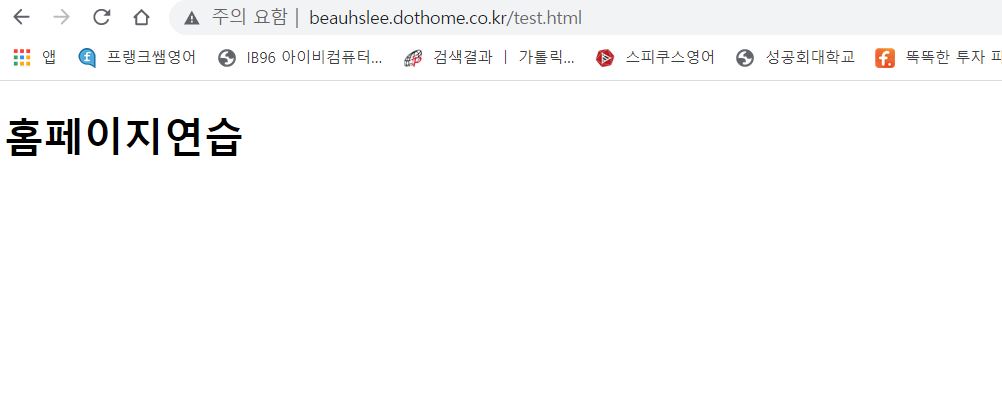 주의 요함 | beauhslee.dothome.co.kr/test.html
앱 프랭크쌤영어 IB96 아이비컴퓨터... 검색결과 | 가톨릭... 스피쿠스영어 성공회대학교 똑똑한 투자 파
홈페이지연습